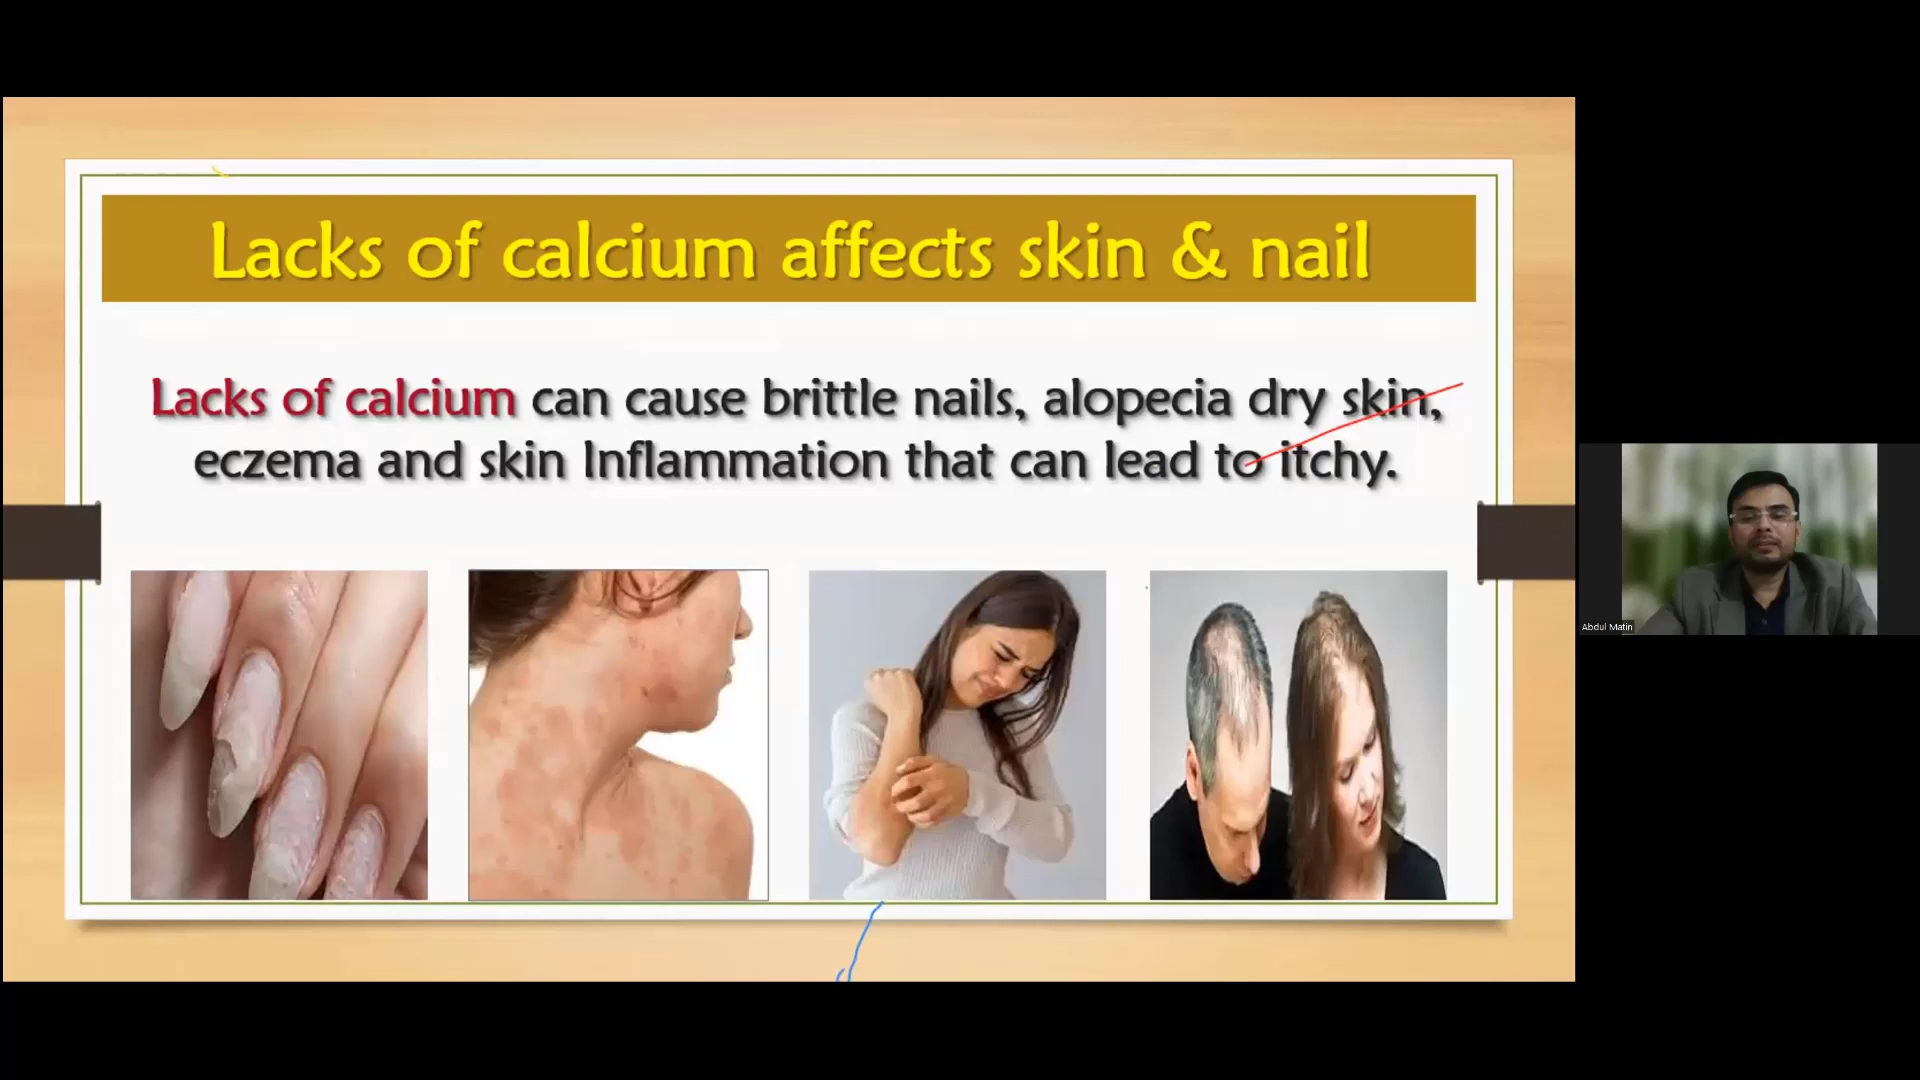 Lacks of calcium affects skin & nail
Lacks of calcium can cause brittle nails, alopecia dry skin,
eczema and skin Inflammation that can lead to itchy.
Abdul Matin